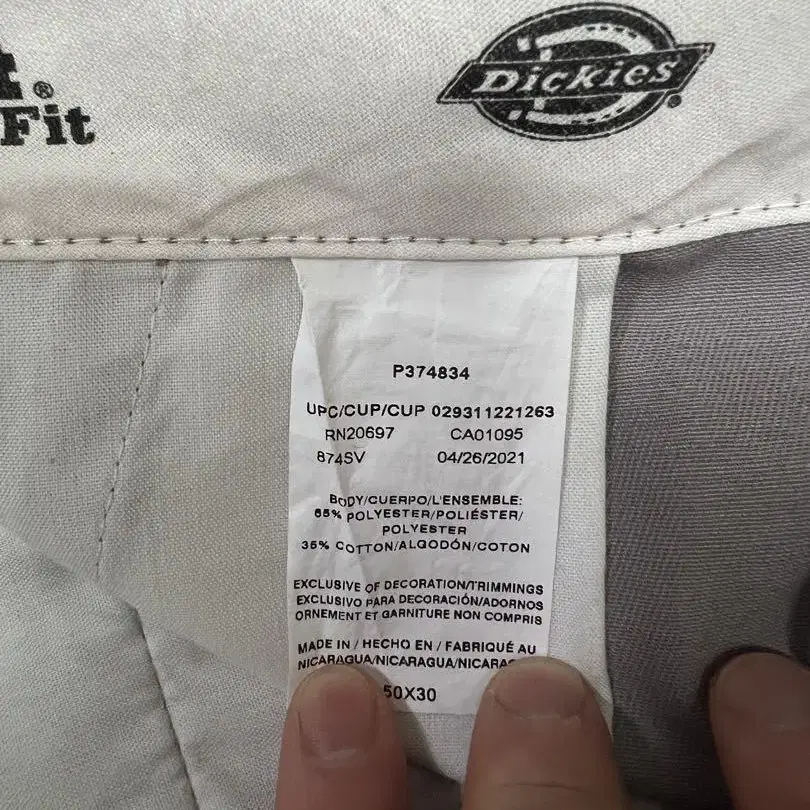 Fit
Dickies
P374834
UPC/CUP/CUP 029311221263
RN20697 CA01095
874SV 04/26/2021
BODY/CUERPO/L'ENSEMBLE:
65% POLYESTER/POLIÉSTER/
POLYESTER
35% COTTON/ALGODÓN/COTON
EXCLUSIVE OF DECORATION/TRIMMINGS
EXCLUSIVO PARA DECORACIÓN/ADORNOS
ORNEMENT ET GARNITURE NON COMPRIS
MADE IN / HECHO EN / FABRIQUÉ AU
NICARAGUA/NICARAGUA/NICARAG
50X30